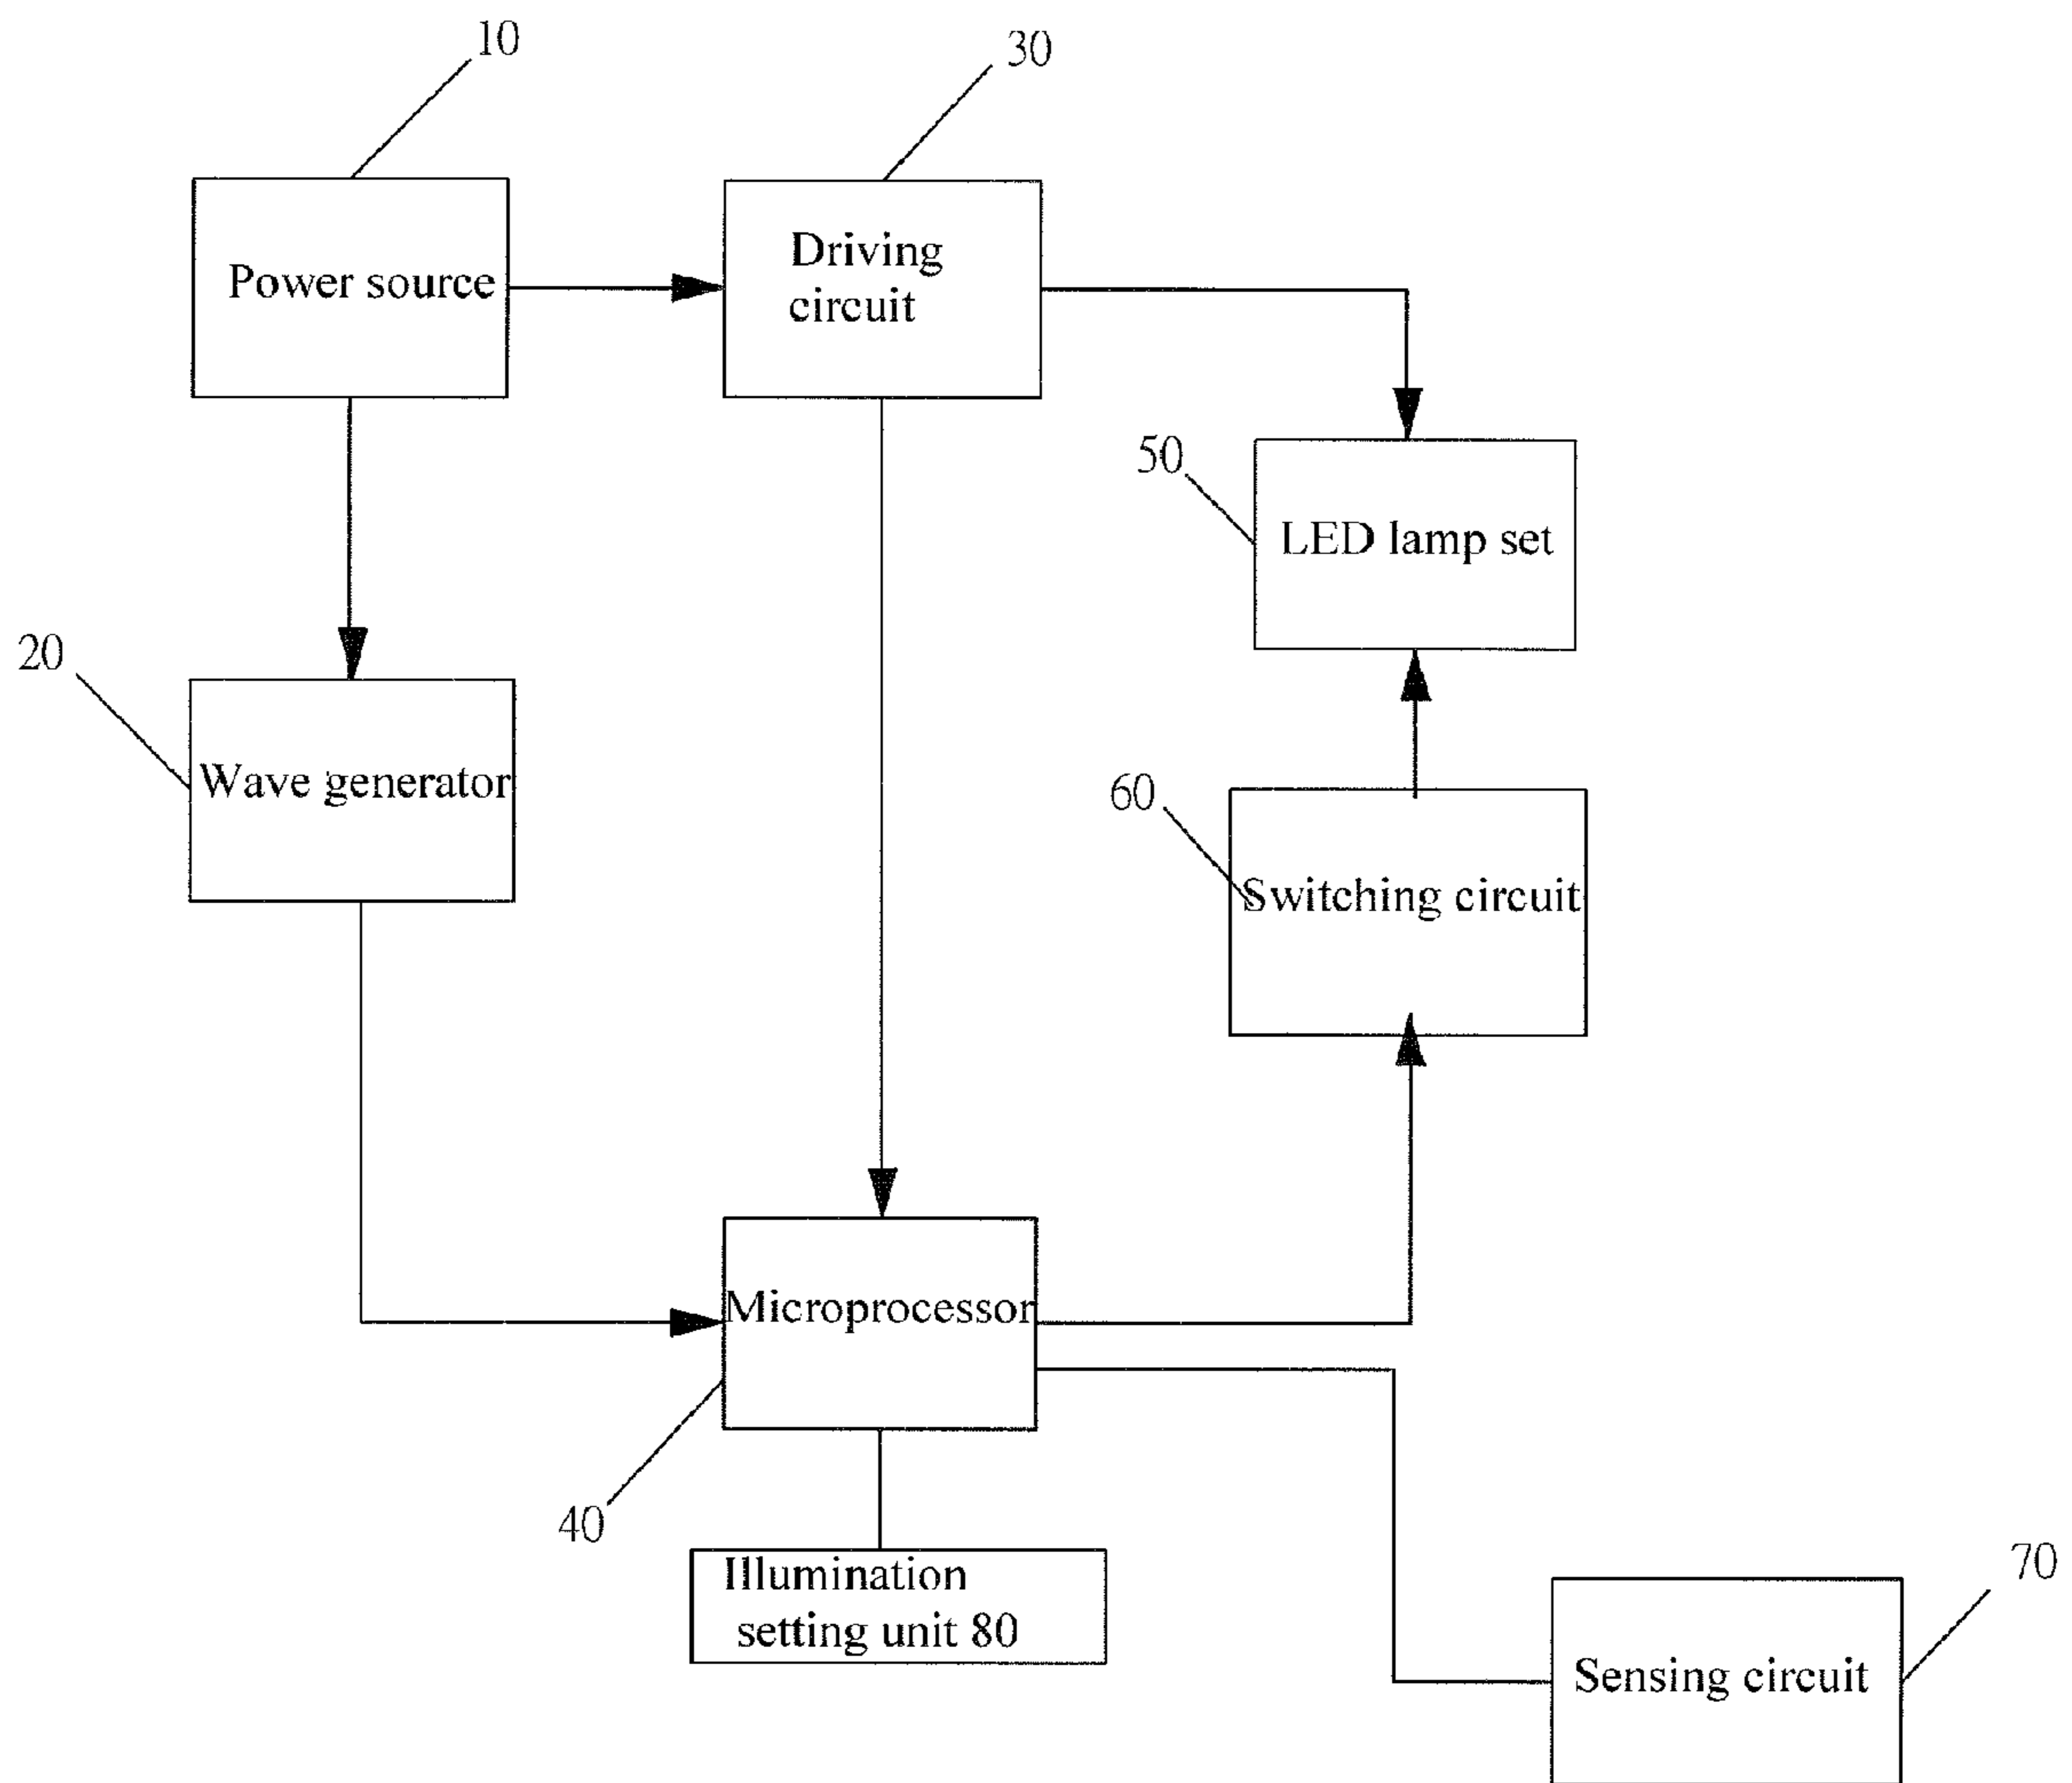 10
30
Power source
Driving
circuit
50
LED lamp set
20
Wave generator
60
Switching circuit
Microprocessor
40
Illumination
setting unit 80
70
Sensing circuit